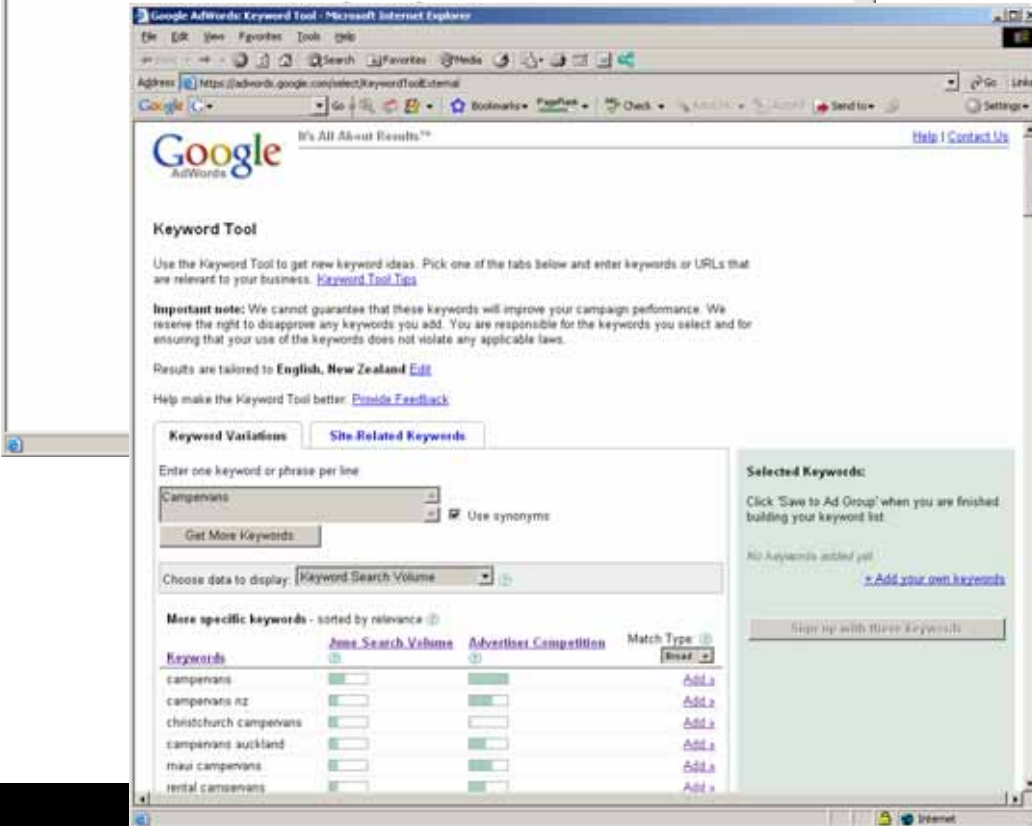 Google AdWords: Keyword Tool - Microsoft Internet Explorer
File Edit View Favorites Tools Help
Search Favorites Media
Address https://adwords.google.com/select/KeywordToolExternal Go Links
Google Go Bookmarks PageRank Check Send to Settings
Google AdWords
It's All About Results™
Help | Contact Us
Keyword Tool
Use the Keyword Tool to get new keyword ideas. Pick one of the tabs below and enter keywords or URLs that
are relevant to your business. Keyword Tool Tips
Important note: We cannot guarantee that these keywords will improve your campaign performance. We
reserve the right to disapprove any keywords you add. You are responsible for the keywords you select and for
ensuring that your use of the keywords does not violate any applicable laws.
Results are tailored to English, New Zealand Edit
Help make the Keyword Tool better. Provide Feedback
Keyword Variations Site-Related Keywords
Enter one keyword or phrase per line
Campervans
Use synonyms
Get More Keywords
Choose data to display: Keyword Search Volume
More specific keywords - sorted by relevance
Keywords June Search Volume Advertiser Competition Match Type: Broad
campervans Add »
campervans nz Add »
christchurch campervans Add »
campervans auckland Add »
maui campervans Add »
rental campervans Add »
Selected Keywords:
Click 'Save to Ad Group' when you are finished
building your keyword list.
No keywords added yet
+ Add your own keywords
Sign up with these keywords
Internet